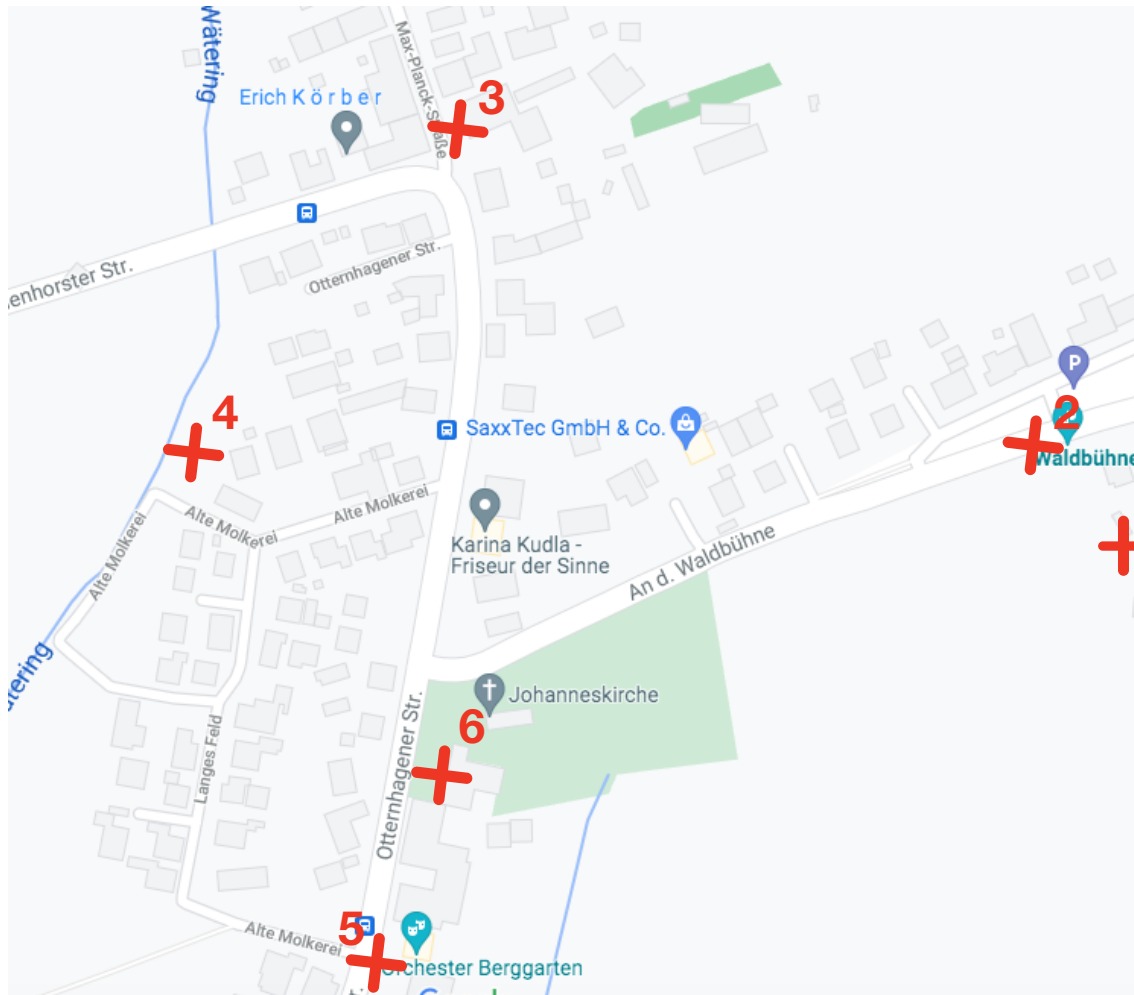 Wätering
Max-Planck-Straße
Erich K ö r b e r
3
enhorster Str.
Otternhagener Str.
4
SaxxTec GmbH & Co.
P
2
Waldbühne
Alte Molkerei
Alte Molkerei
Alte Molkerei
Karina Kudla -
Friseur der Sinne
An d. Waldbühne
tering
Johanneskirche
Otternhagener Str.
6
Langes Feld
5
Alte Molkerei
Orchester Berggarten